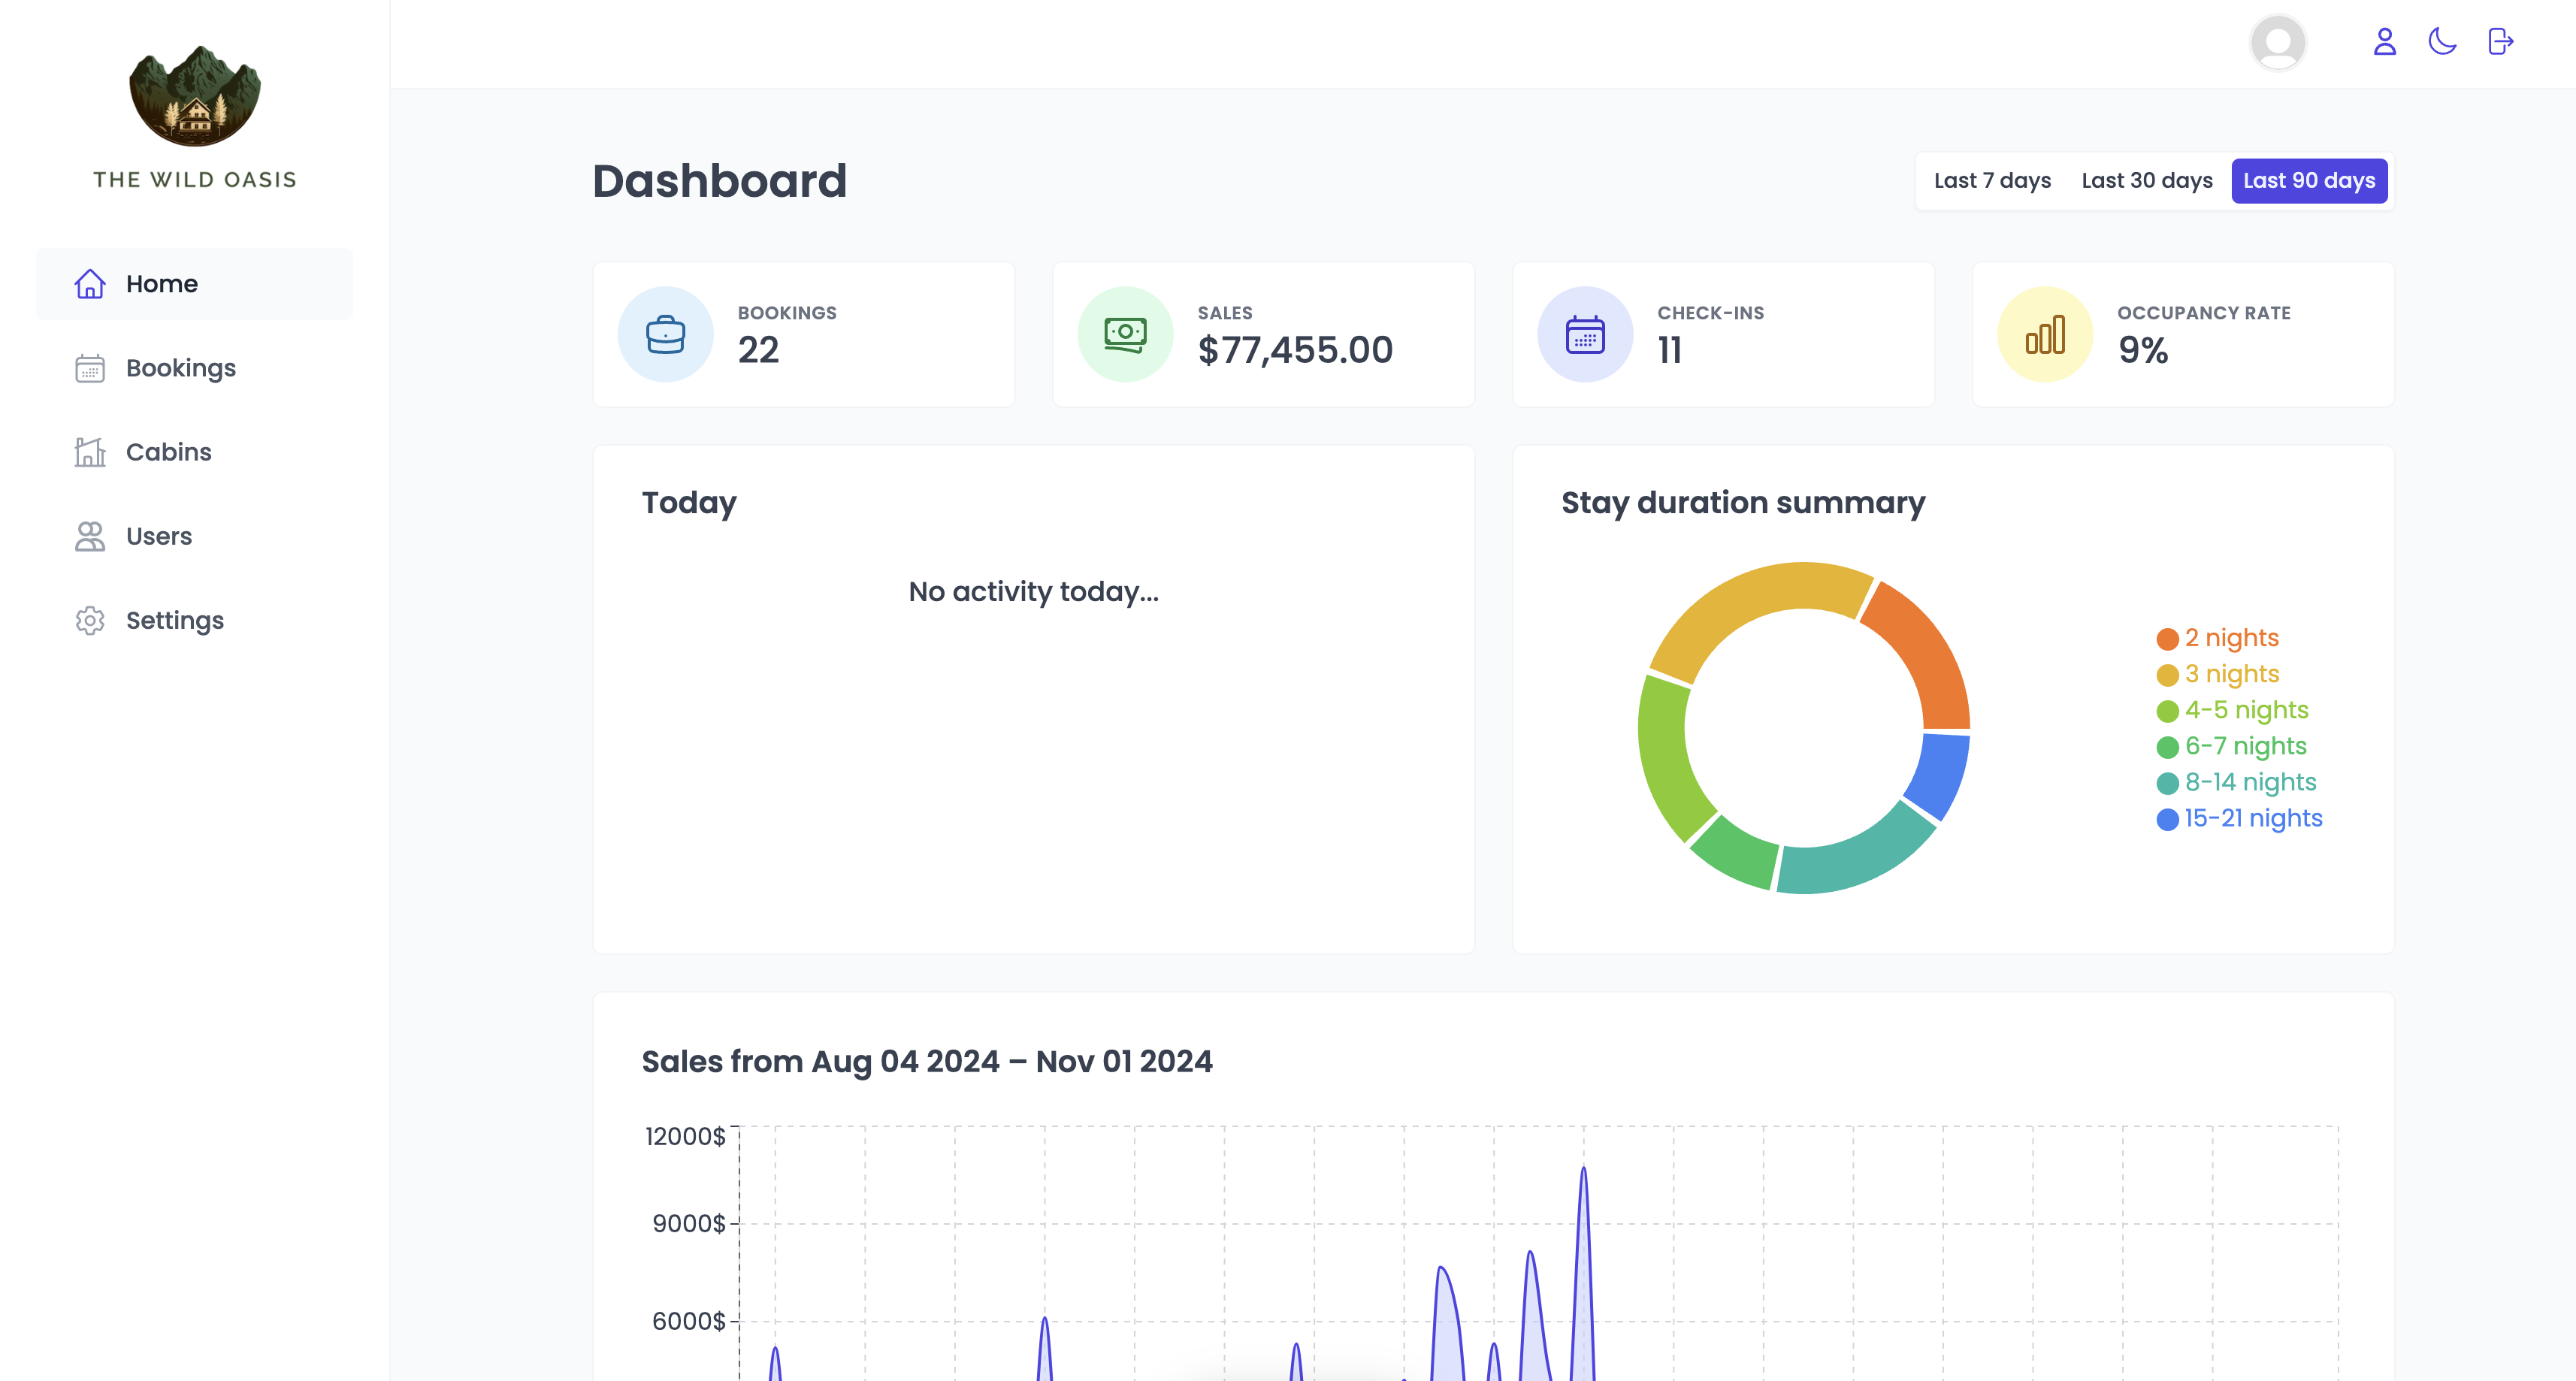 THE WILD OASIS
Home
Bookings
Cabins
Users
Settings
Dashboard
Last 7 days Last 30 days Last 90 days
BOOKINGS
22
SALES
$77,455.00
CHECK-INS
11
OCCUPANCY RATE
9%
Today
No activity today...
Stay duration summary
2 nights
3 nights
4-5 nights
6-7 nights
8-14 nights
15-21 nights
Sales from Aug 04 2024 – Nov 01 2024
12000$
9000$
6000$